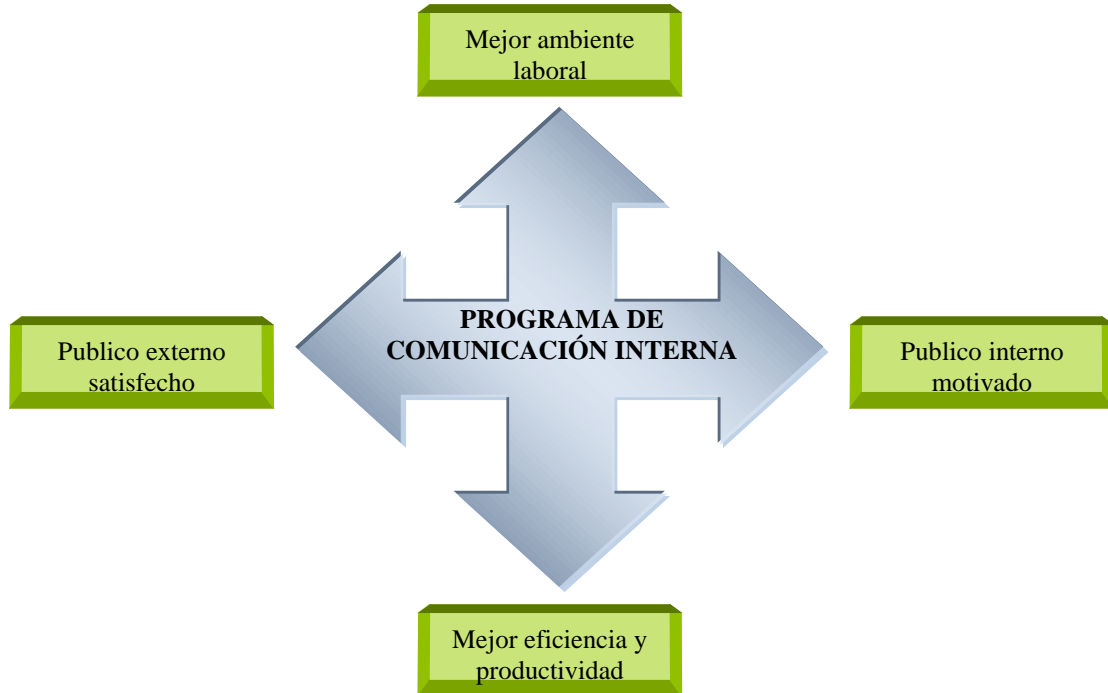 Mejor ambiente
laboral
PROGRAMA DE
COMUNICACIÓN INTERNA
Publico externo
satisfecho
Publico interno
motivado
Mejor eficiencia y
productividad